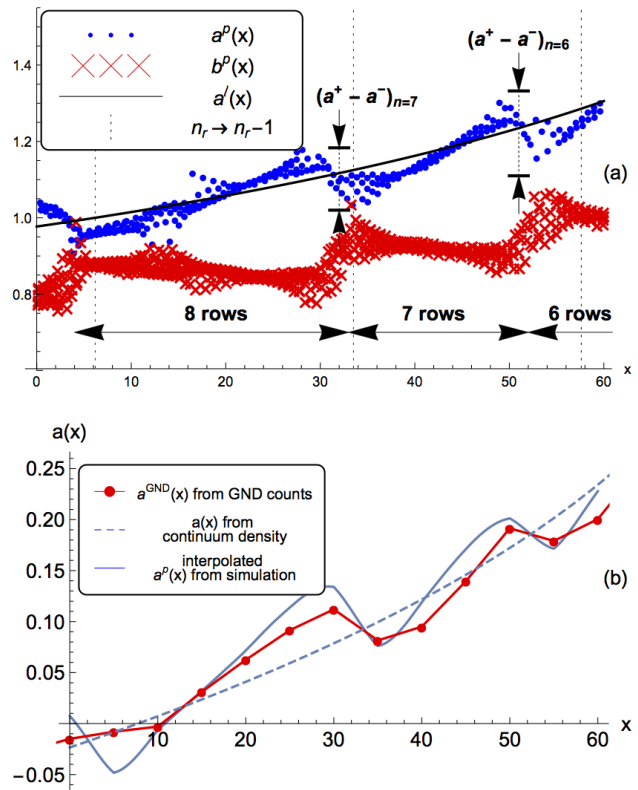 1.4
1.2
1.0
0.8
a^p(x)
b^p(x)
a^l(x)
n_r → n_r−1
(a⁺ − a⁻)_{n=7}
(a⁺ − a⁻)_{n=6}
(a)
8 rows
7 rows
6 rows
0 10 20 30 40 50 60 x
a(x)
0.25
0.20
0.15
0.10
0.05
−0.05
a^{GND}(x) from GND counts
a(x) from
continuum density
interpolated
a^p(x) from simulation
(b)
10 20 30 40 50 60 x